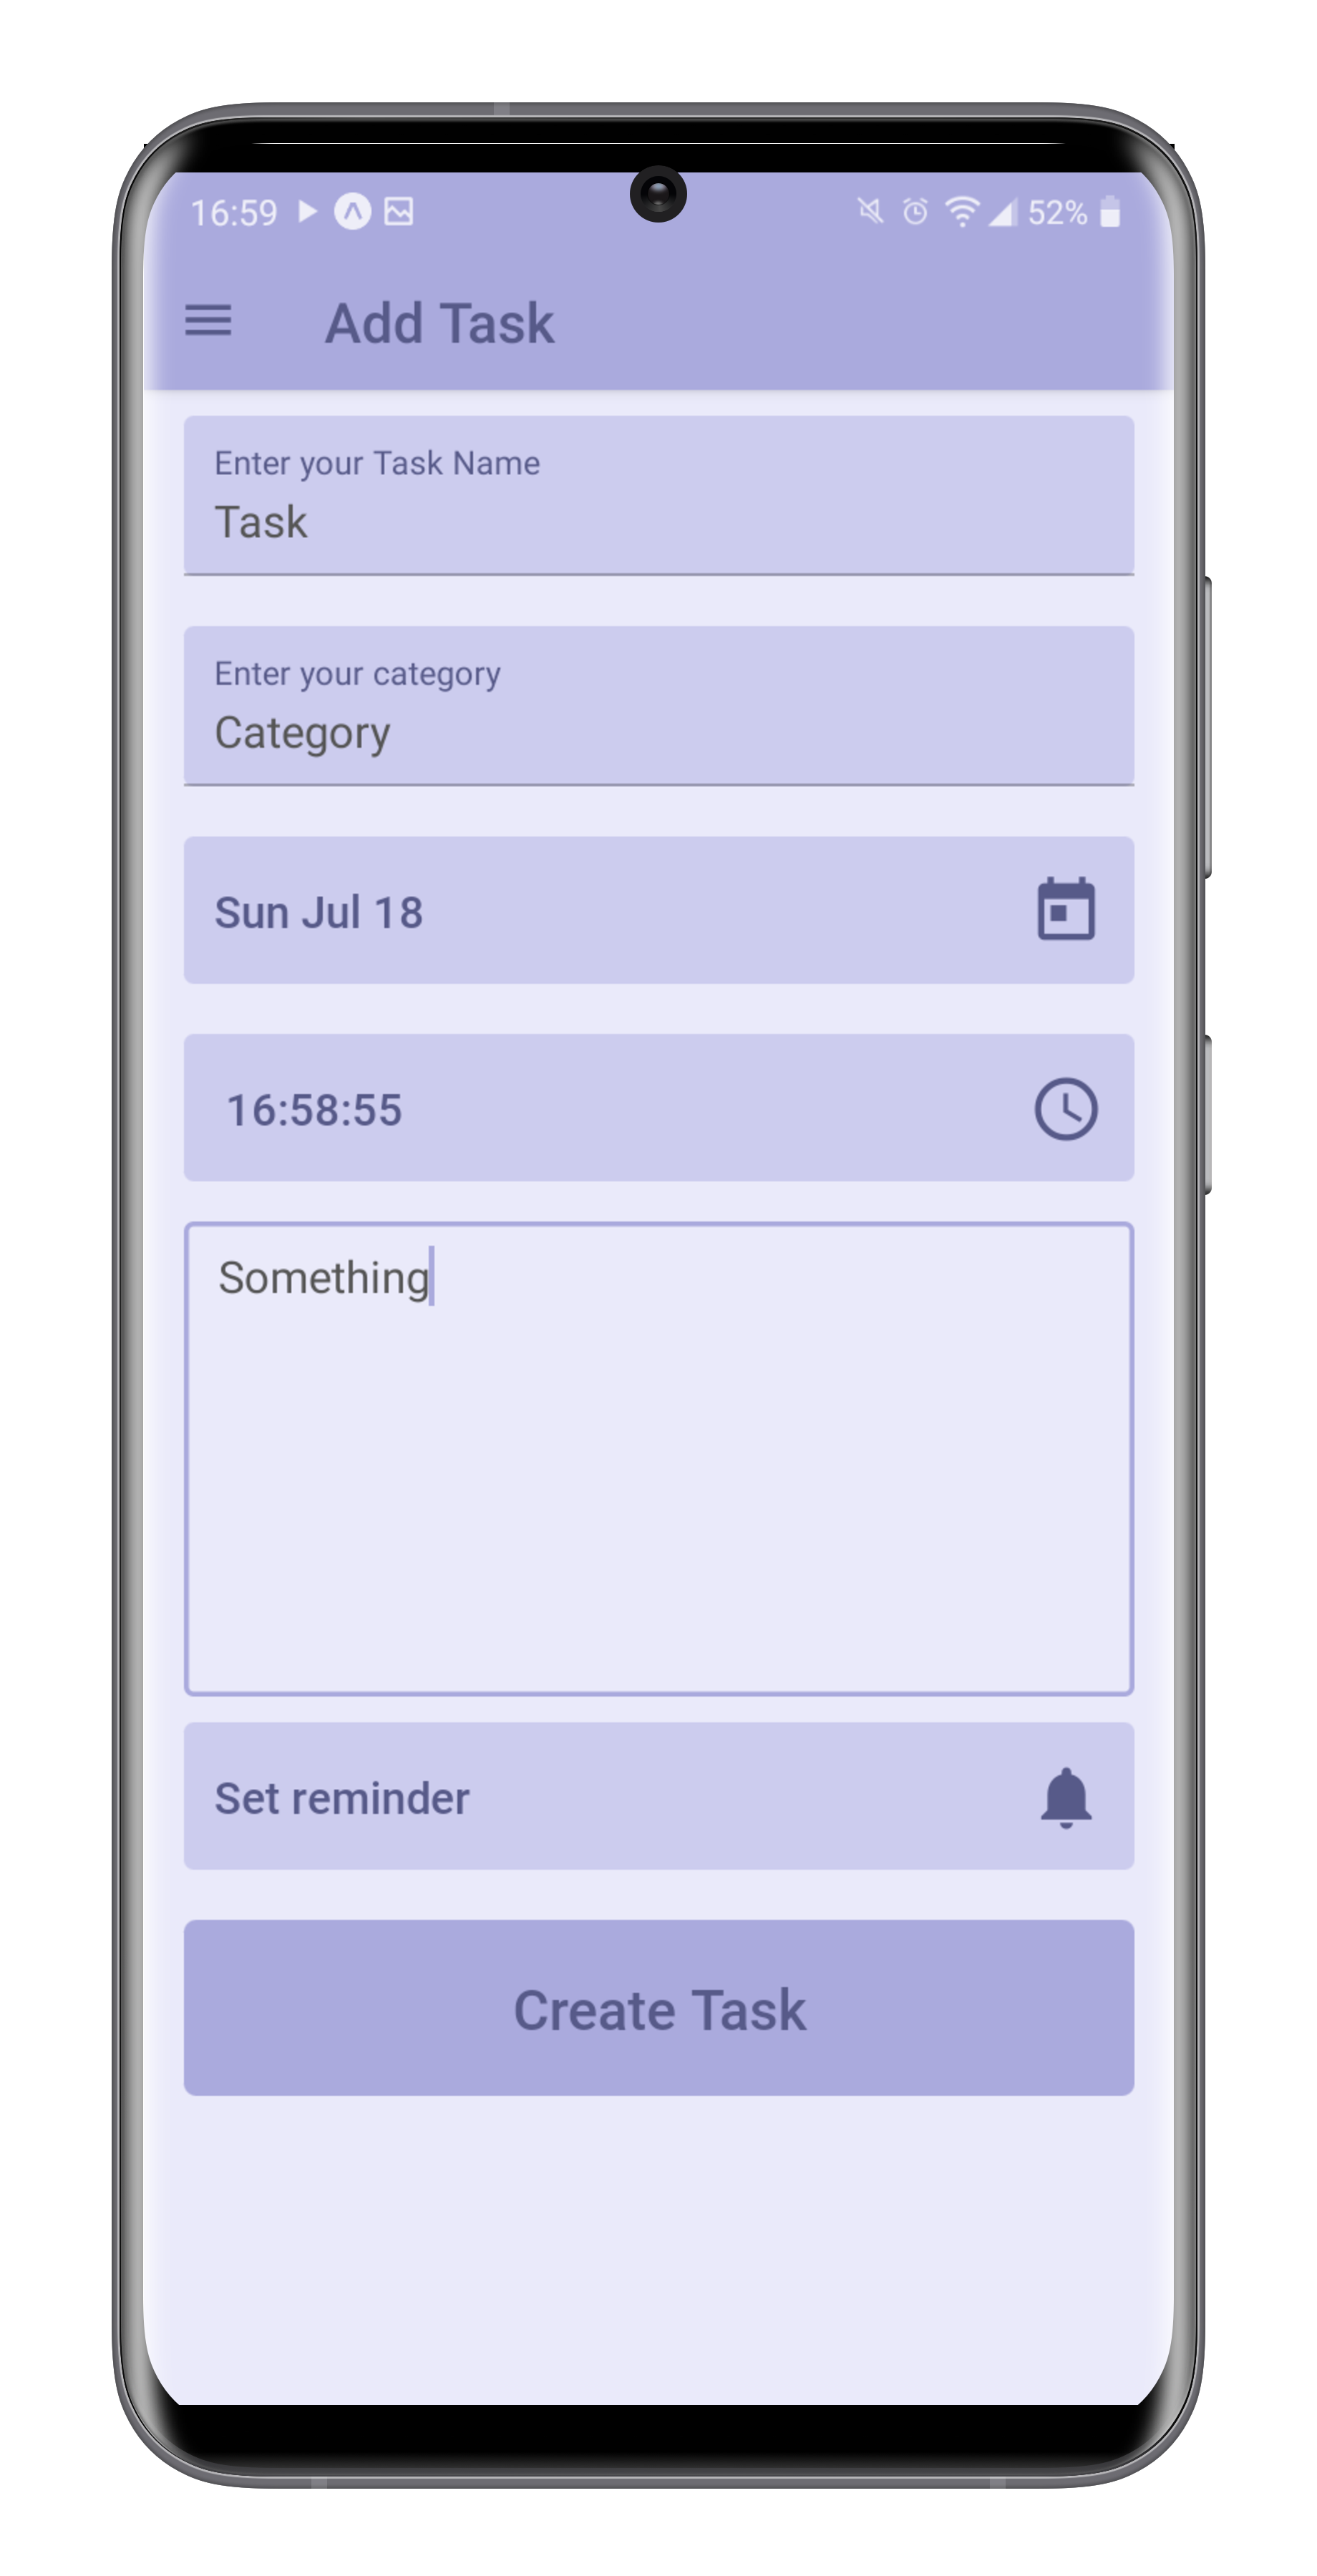 16:59 52%
Add Task
Enter your Task Name
Task
Enter your category
Category
Sun Jul 18
16:58:55
Something
Set reminder
Create Task